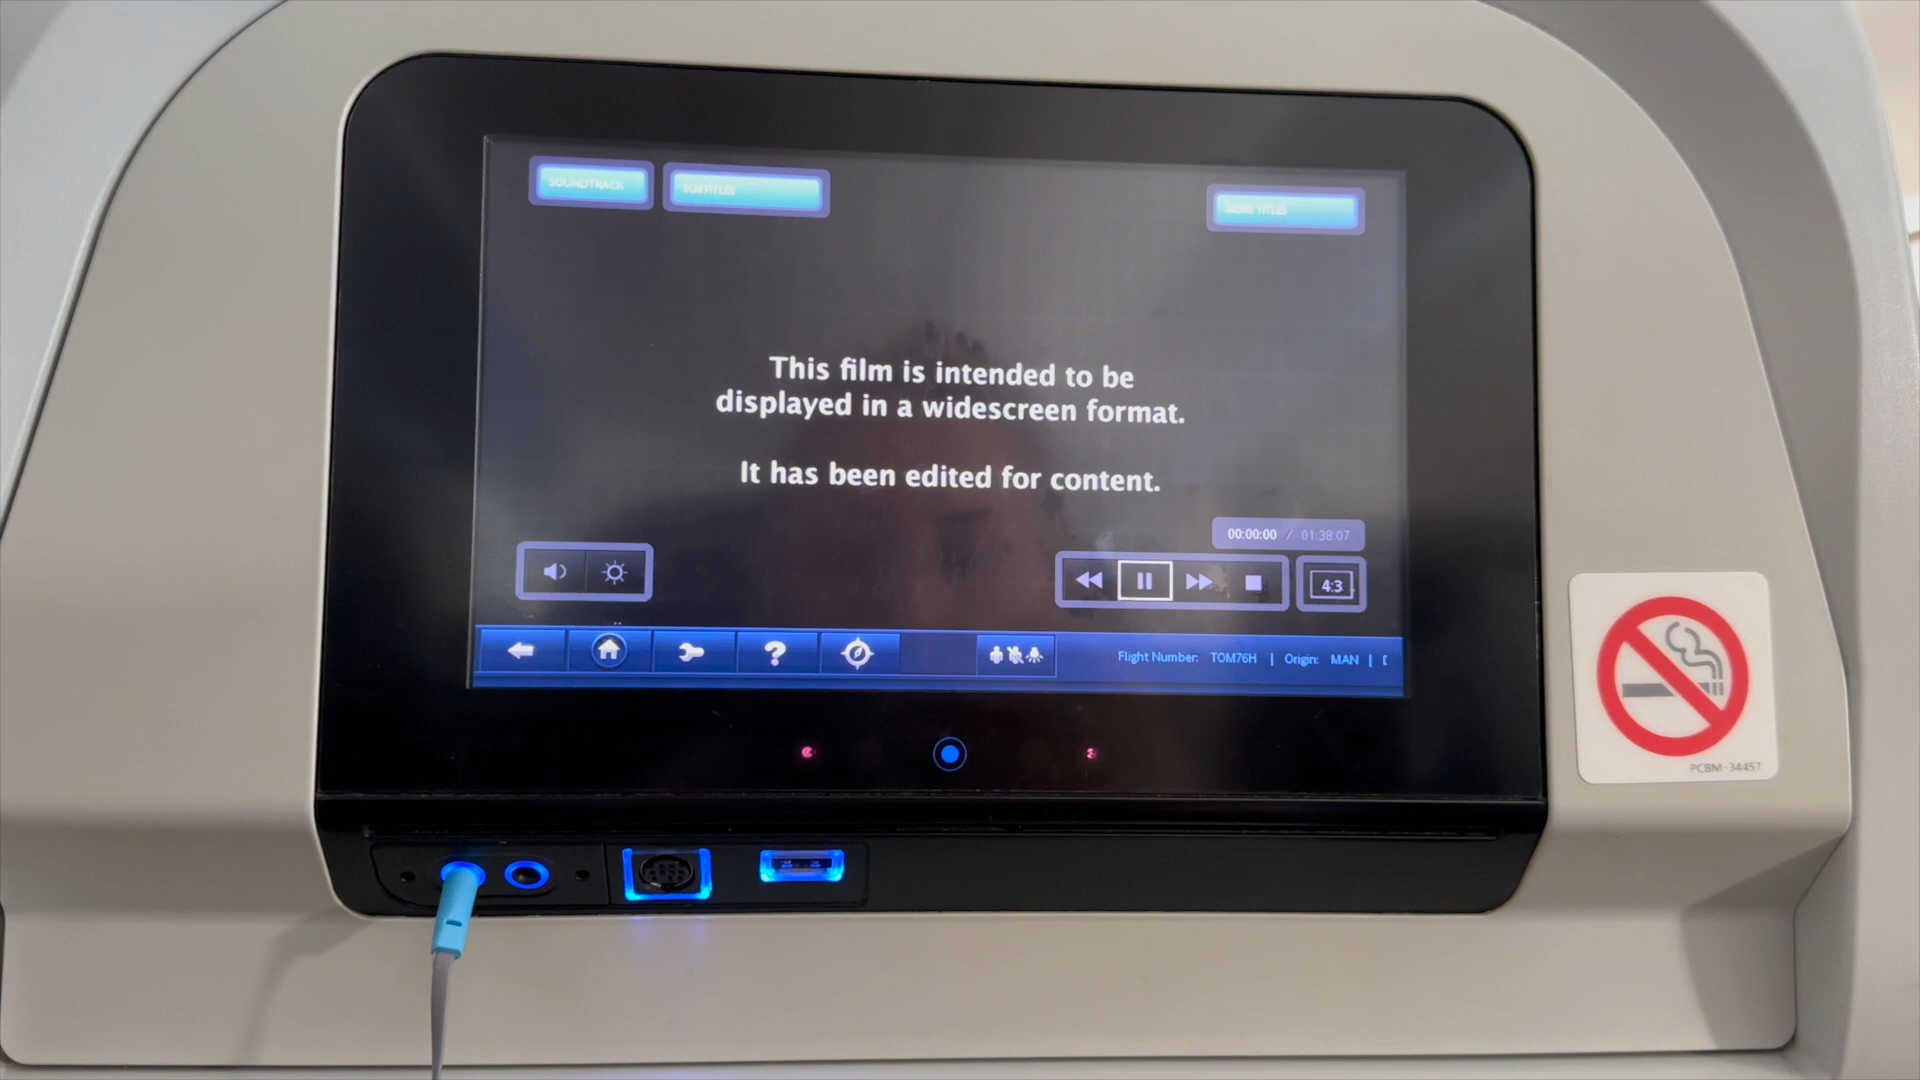 SOUNDTRACK
SUBTITLES
MORE TITLES
This film is intended to be
displayed in a widescreen format.
It has been edited for content.
00:00:00 / 01:38:07
4:3
?
Flight Number: TOM76H | Origin: MAN |
PCBM-34457